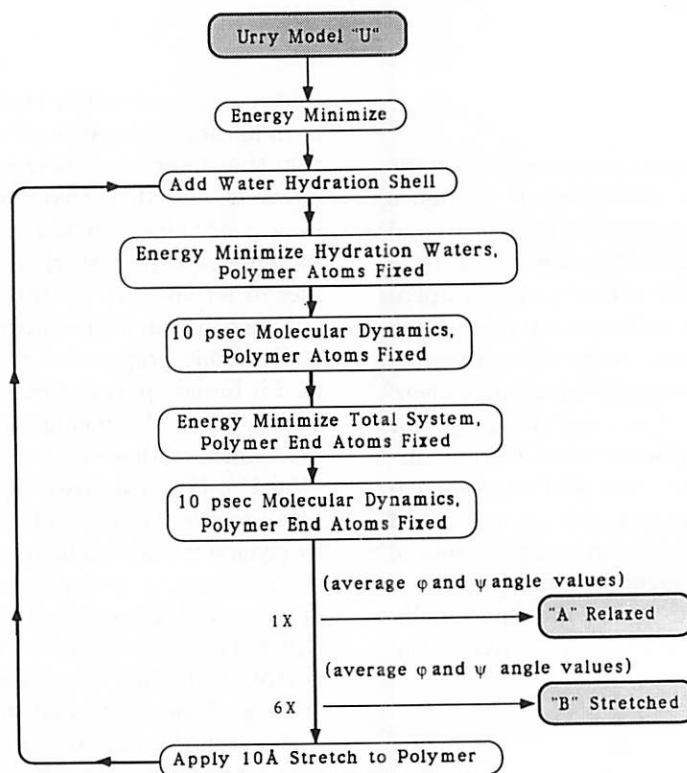 Urry Model "U"
Energy Minimize
Add Water Hydration Shell
Energy Minimize Hydration Waters,
Polymer Atoms Fixed
10 psec Molecular Dynamics,
Polymer Atoms Fixed
Energy Minimize Total System,
Polymer End Atoms Fixed
10 psec Molecular Dynamics,
Polymer End Atoms Fixed
(average φ and ψ angle values)
1X
"A" Relaxed
(average φ and ψ angle values)
6X
"B" Stretched
Apply 10Å Stretch to Polymer